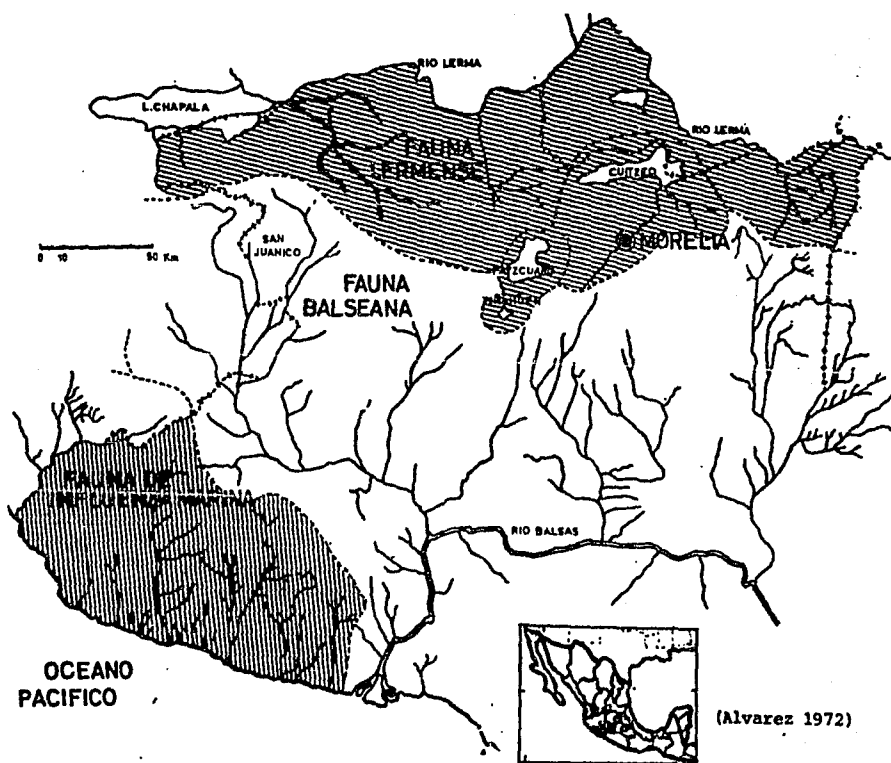 RIO LERMA
L. CHAPALA
RIO LERMA
FAUNA
LERMENSE
CUITZEO
MORELIA
SAN
JUANICO
0 10 50 Km
PATZCUARO
FAUNA
BALSEANA
FAUNA DE
RIO BALSAS
OCEANO
PACIFICO
(Alvarez 1972)